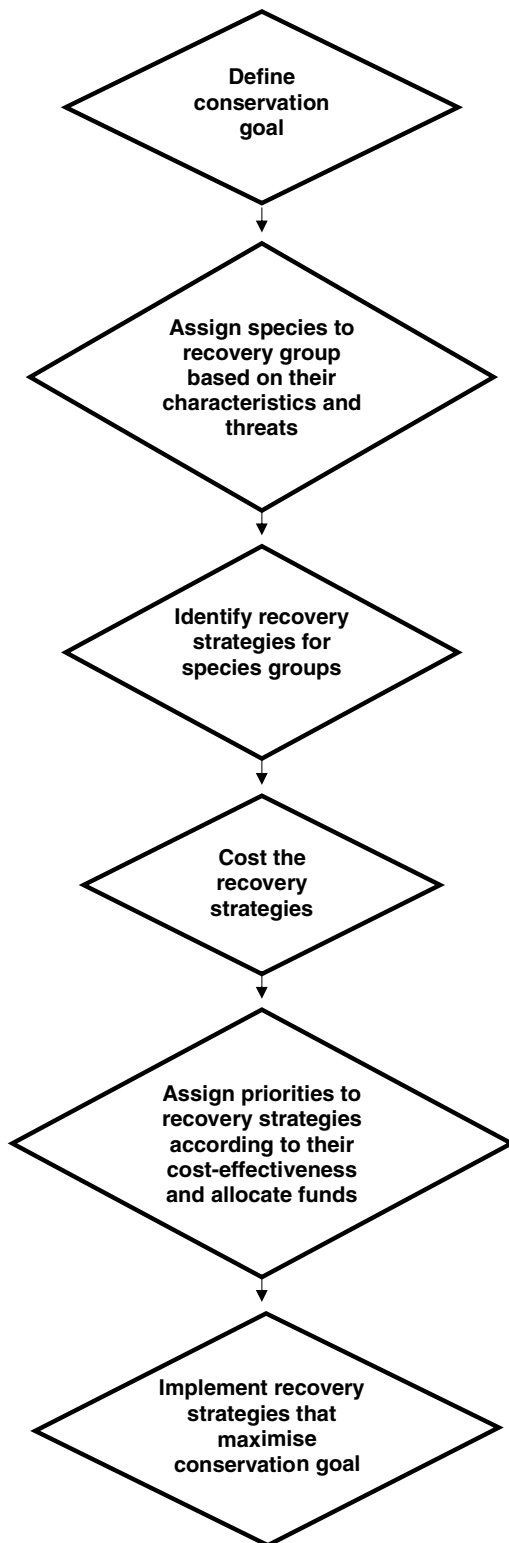 Define
conservation
goal
Assign species to
recovery group
based on their
characteristics and
threats
Identify recovery
strategies for
species groups
Cost the
recovery
strategies
Assign priorities to
recovery strategies
according to their
cost-effectiveness
and allocate funds
Implement recovery
strategies that
maximise
conservation goal